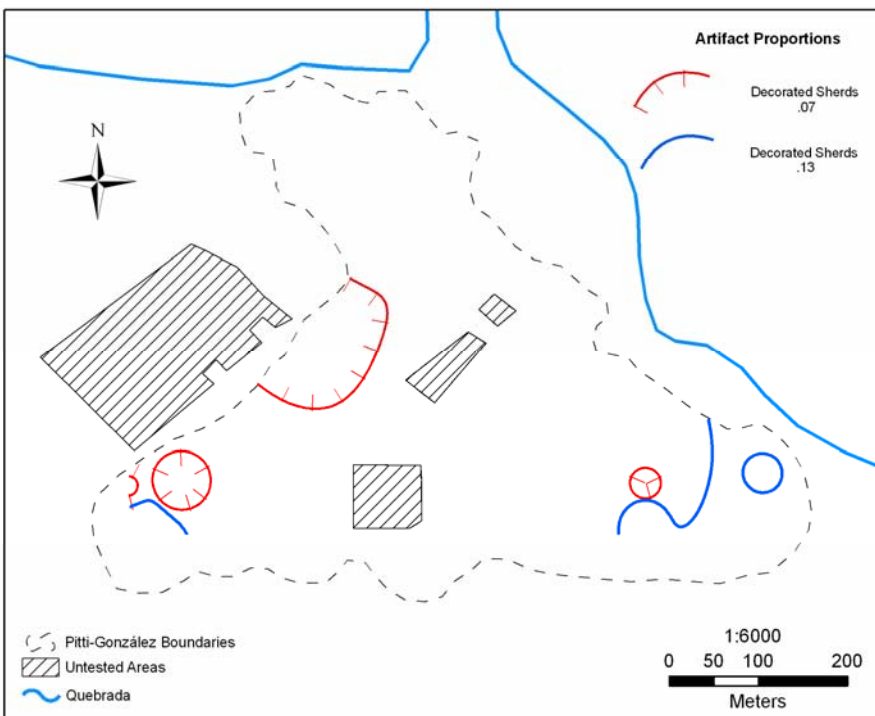 Artifact Proportions
Decorated Sherds
.07
Decorated Sherds
.13
N
Pitti-González Boundaries
Untested Areas
Quebrada
1:6000
0 50 100 200
Meters